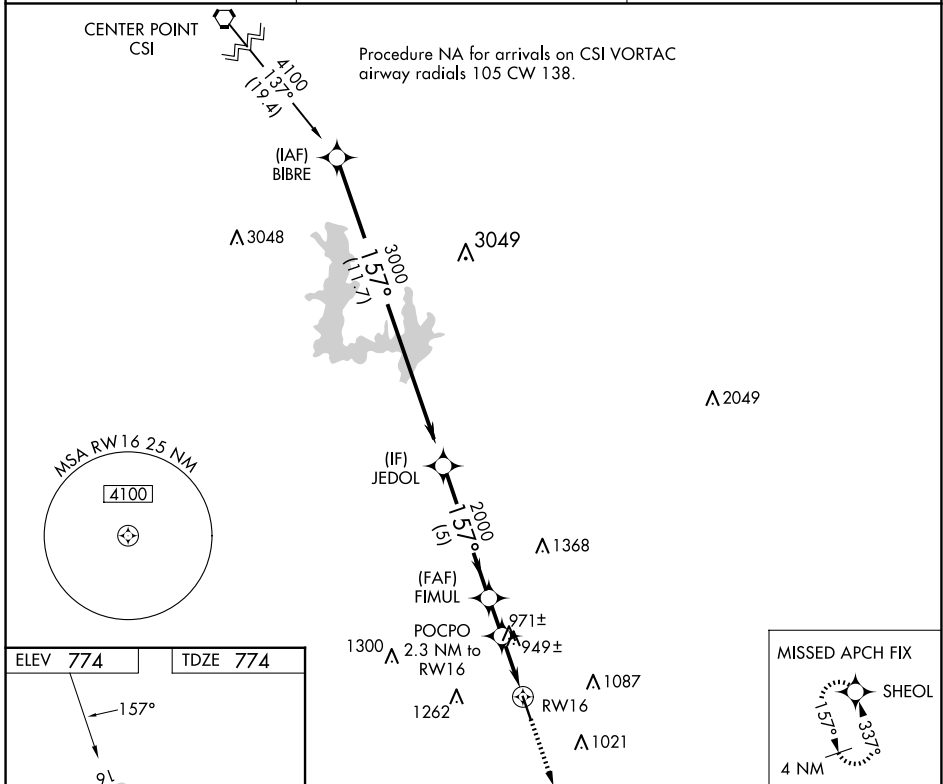 CENTER POINT
CSI
Procedure NA for arrivals on CSI VORTAC
airway radials 105 CW 138.
4100
137°
(19.4)
(IAF)
BIBRE
3048
3049
3000
157°
(11.7)
2049
MSA RW16 25 NM
4100
(IF)
JEDOL
2000
157°
(5)
1368
(FAF)
FIMUL
971±
POCPO
2.3 NM to
RW16
949±
1300
1262
1087
RW16
1021
ELEV 774
TDZE 774
157°
16
MISSED APCH FIX
SHEOL
157°
337°
4 NM